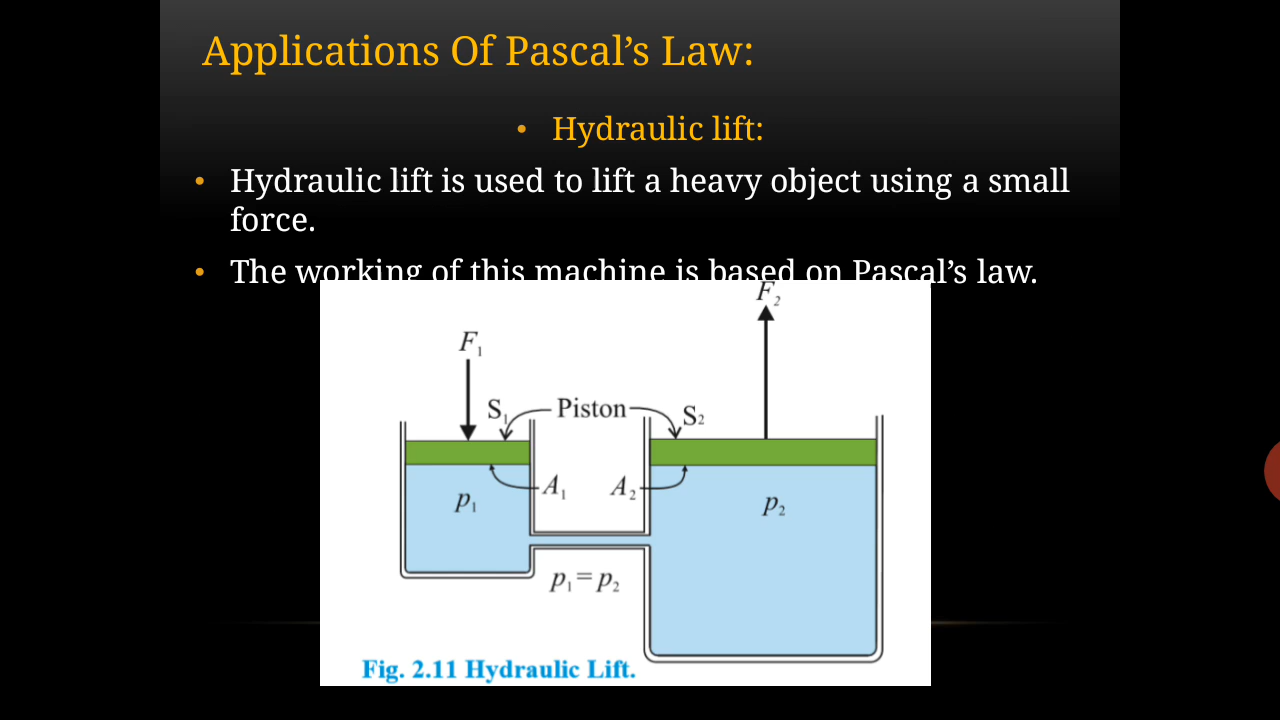 Applications Of Pascal’s Law:
• Hydraulic lift:
• Hydraulic lift is used to lift a heavy object using a small
force.
• The working of this machine is based on Pascal’s law.
F₂
F₁
S₁ Piston S₂
A₁ A₂
p₁ p₂
p₁=p₂
Fig. 2.11 Hydraulic Lift.